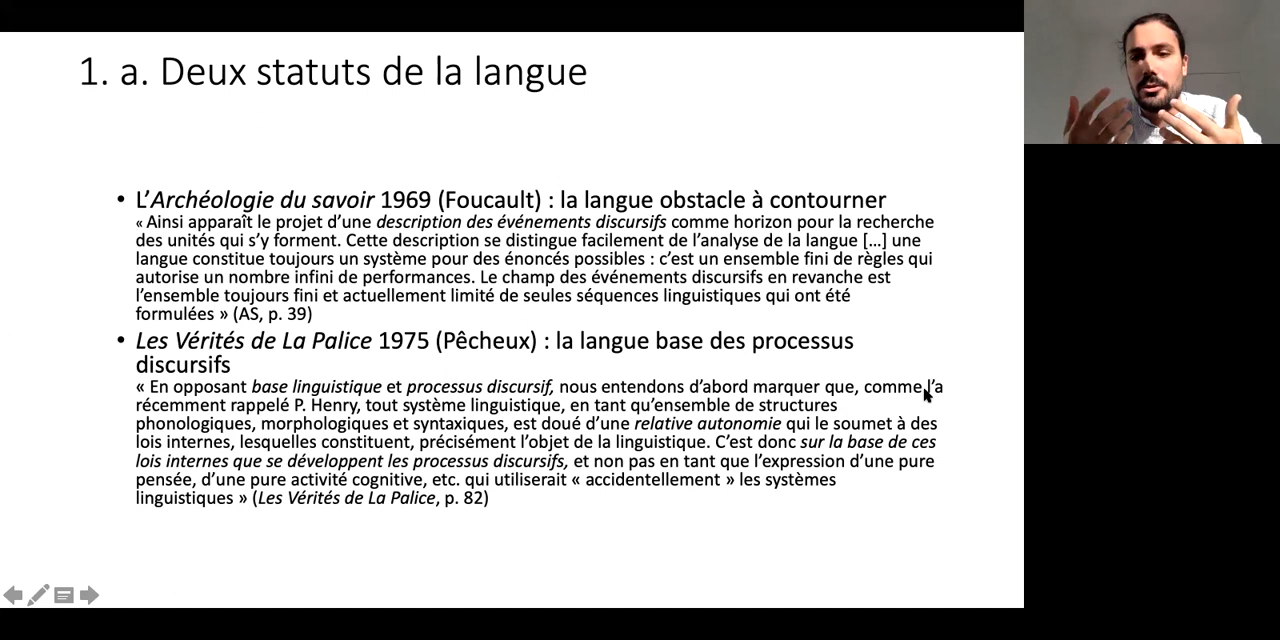 1. a. Deux statuts de la langue
• L’Archéologie du savoir 1969 (Foucault) : la langue obstacle à contourner
« Ainsi apparaît le projet d’une description des événements discursifs comme horizon pour la recherche
des unités qui s’y forment. Cette description se distingue facilement de l’analyse de la langue [...] une
langue constitue toujours un système pour des énoncés possibles : c’est un ensemble fini de règles qui
autorise un nombre infini de performances. Le champ des événements discursifs en revanche est
l’ensemble toujours fini et actuellement limité de seules séquences linguistiques qui ont été
formulées » (AS, p. 39)
• Les Vérités de La Palice 1975 (Pêcheux) : la langue base des processus
discursifs
« En opposant base linguistique et processus discursif, nous entendons d’abord marquer que, comme l’a
récemment rappelé P. Henry, tout système linguistique, en tant qu’ensemble de structures
phonologiques, morphologiques et syntaxiques, est doué d’une relative autonomie qui le soumet à des
lois internes, lesquelles constituent, précisément l’objet de la linguistique. C’est donc sur la base de ces
lois internes que se développent les processus discursifs, et non pas en tant que l’expression d’une pure
pensée, d’une pure activité cognitive, etc. qui utiliserait « accidentellement » les systèmes
linguistiques » (Les Vérités de La Palice, p. 82)